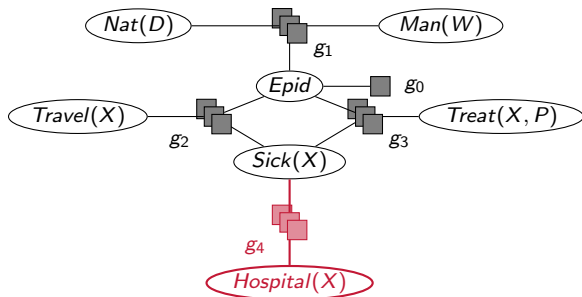 Nat(D) Man(W)
g₁
Epid g₀
Travel(X) Treat(X, P)
g₂ g₃
Sick(X)
g₄
Hospital(X)